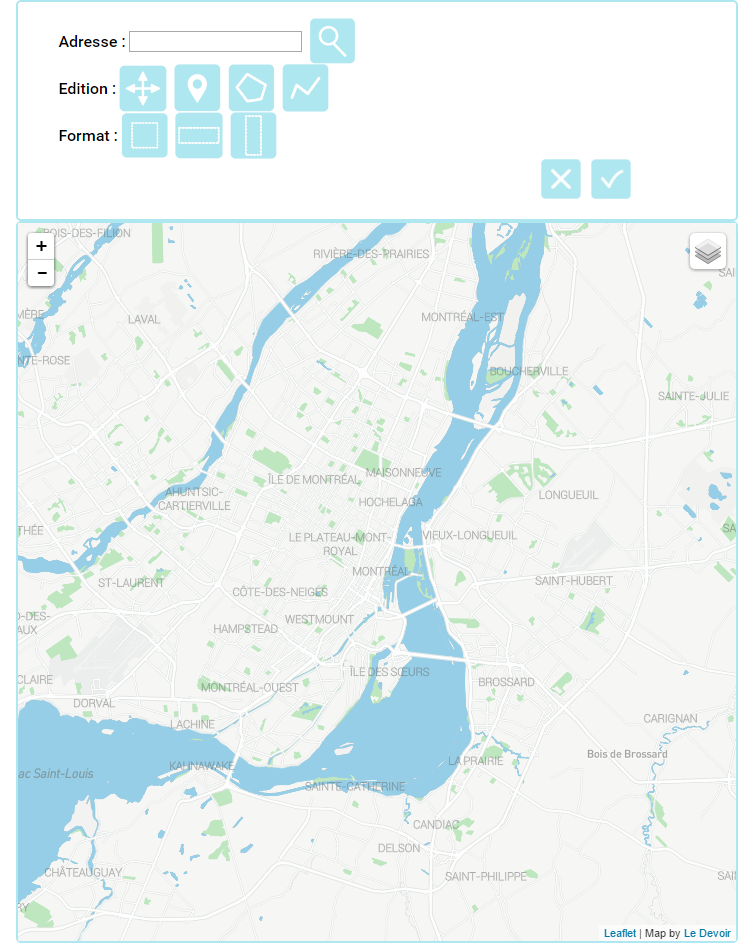 Adresse :
Edition :
Format :
+
−
BOIS-DES-FILION
RIVIÈRE-DES-PRAIRIES
SAI
MÈRE
LAVAL
MONTRÉAL-EST
NTE-ROSE
BOUCHERVILLE
SAINTE-JULIE
MAISONNEUVE
ÎLE DE MONTRÉAL
AHUNTSIC-
CARTIERVILLE
HOCHELAGA
LONGUEUIL
THÉE
SA
LE PLATEAU-MONT-
ROYAL
VIEUX-LONGUEUIL
MONTRÉAL
ST-LAURENT
SAINT-HUBERT
CÔTE-DES-NEIGES
D-DES-
AUX
WESTMOUNT
HAMPSTEAD
ÎLE DES SŒURS
CLAIRE
BROSSARD
MONTRÉAL-OUEST
DORVAL
LACHINE
CARIGNAN
Bois de Brossard
LA PRAIRIE
KAHNAWAKE
ac Saint-Louis
SAINTE-CATHERINE
CANDIAC
DELSON
CHÂTEAUGUAY
SAINT-PHILIPPE
SAI
RY
Leaflet | Map by Le Devoir